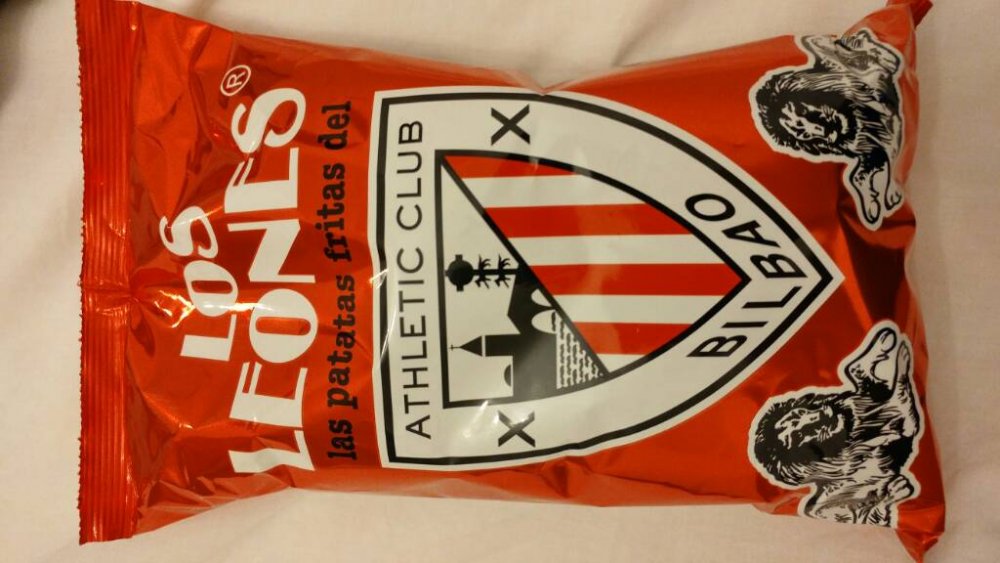 LOS
LEONES®
las patatas fritas del
ATHLETIC CLUB
X X
BILBAO